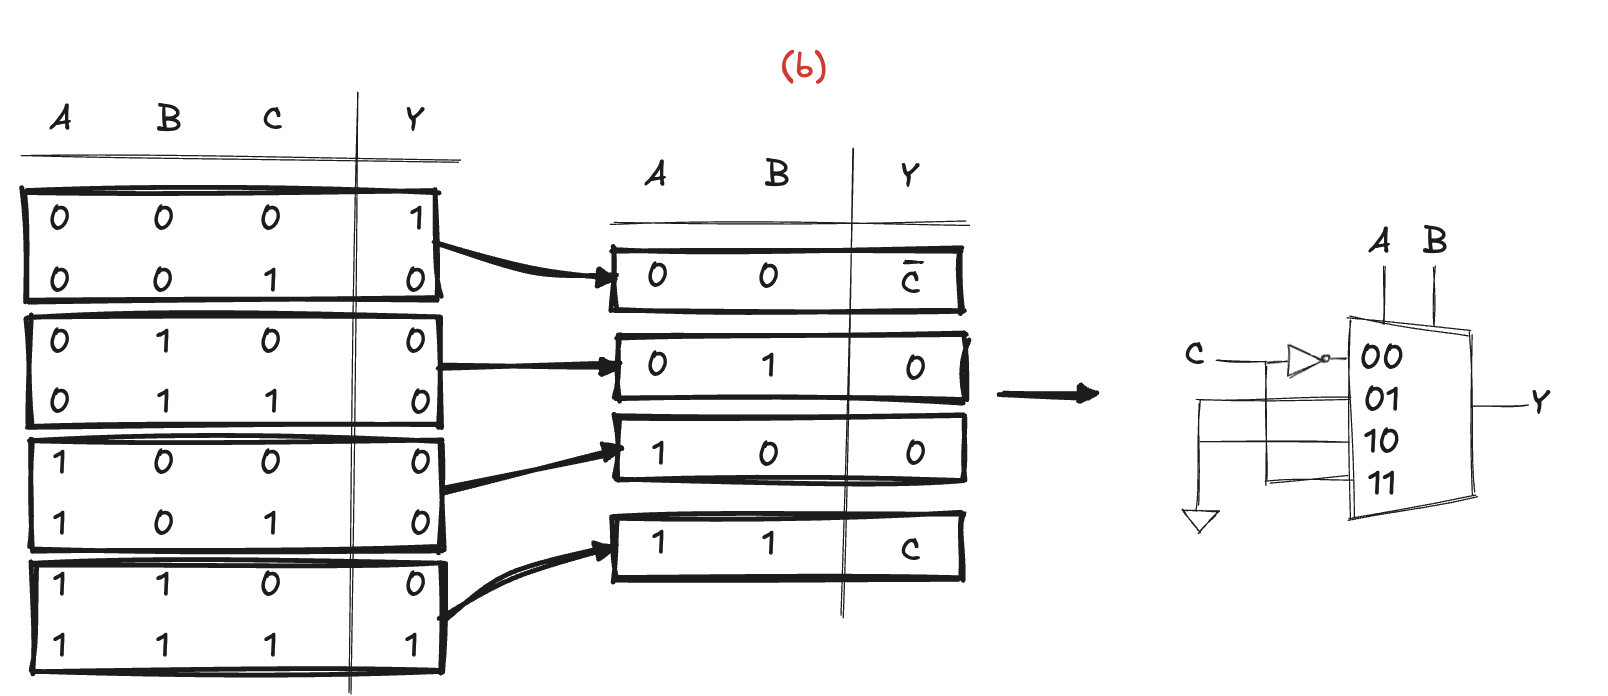 (b)
A B C Y
0 0 0 1
0 0 1 0
0 1 0 0
0 1 1 0
1 0 0 0
1 0 1 0
1 1 0 0
1 1 1 1
A B Y
0 0 c̄
0 1 0
1 0 0
1 1 c
A B
C
00
01
10
11
Y